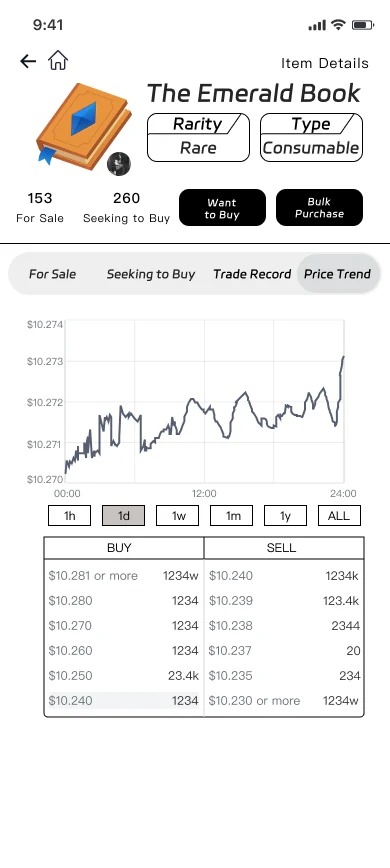 9:41
Item Details
The Emerald Book
Rarity
Type
Rare
Consumable
153
260
Want
to Buy
Bulk
Purchase
For Sale
Seeking to Buy
For Sale
Seeking to Buy
Trade Record
Price Trend
$10.274
$10.273
$10.272
$10.271
$10.270
00:00
12:00
24:00
1h
1d
1w
1m
1y
ALL
BUY
SELL
$10.281 or more 1234w $10.240 1234k
$10.280 1234 $10.239 123.4k
$10.270 1234 $10.238 2344
$10.260 1234 $10.237 20
$10.250 23.4k $10.235 234
$10.240 1234 $10.230 or more 1234w